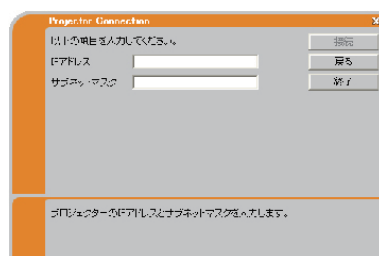 Projector Connection
以下の項目を入力してください。
接続
IPアドレス
戻る
サブネットマスク
終了
プロジェクターのIPアドレスとサブネットマスクを入力します。